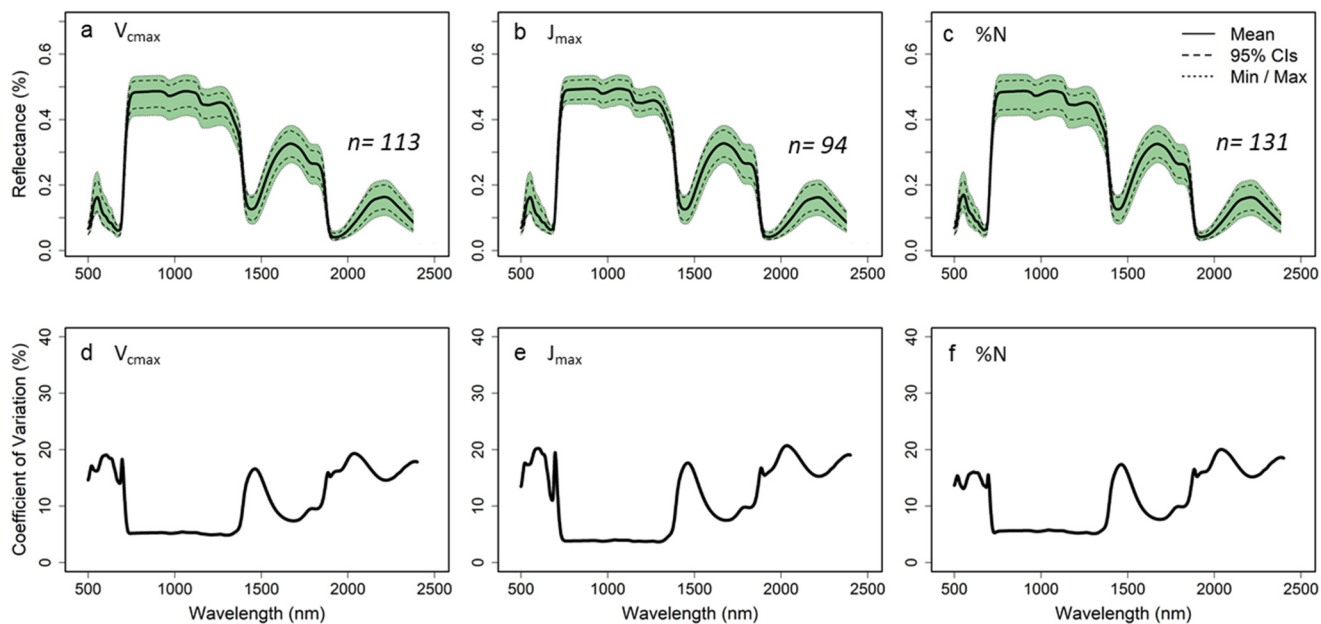 a V_cmax
n= 113
Reflectance (%)
0.0 0.2 0.4 0.6
500 1000 1500 2000 2500
b J_max
n= 94
0.0 0.2 0.4 0.6
500 1000 1500 2000 2500
c %N
Mean
95% CIs
Min / Max
n= 131
0.0 0.2 0.4 0.6
500 1000 1500 2000 2500
d V_cmax
Coefficient of Variation (%)
0 10 20 30 40
500 1000 1500 2000 2500
Wavelength (nm)
e J_max
0 10 20 30 40
500 1000 1500 2000 2500
Wavelength (nm)
f %N
0 10 20 30 40
500 1000 1500 2000 2500
Wavelength (nm)